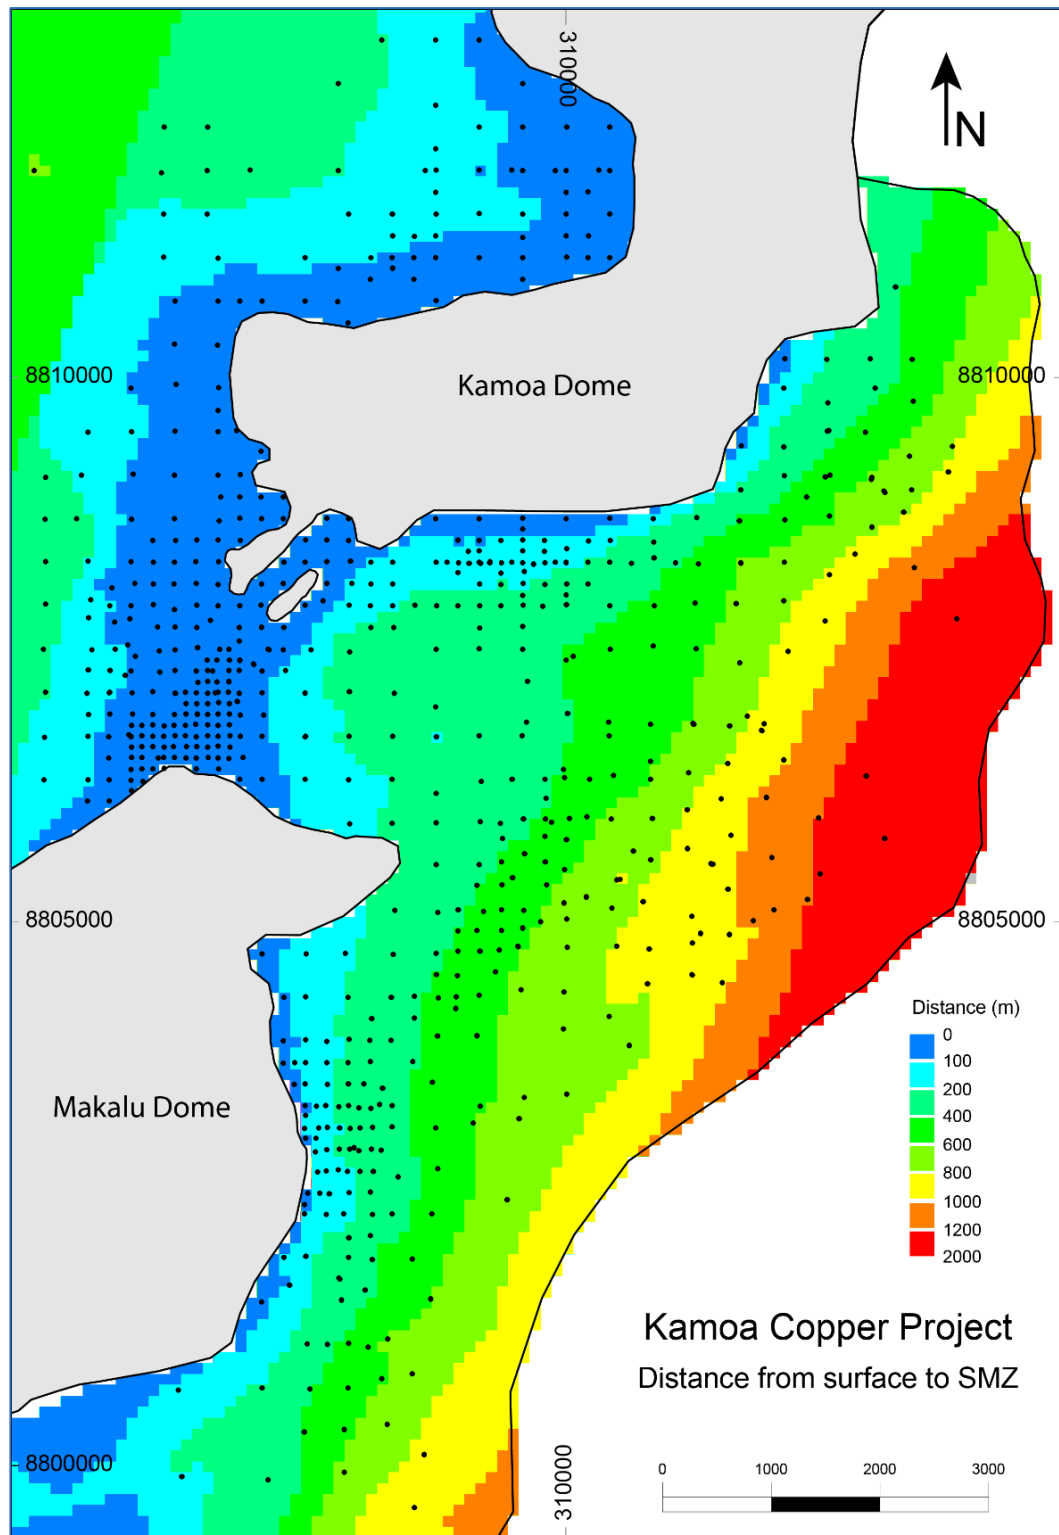 310000
N
8810000
8810000
Kamoa Dome
8805000
8805000
Distance (m)
0
100
200
400
600
800
1000
1200
2000
Makalu Dome
Kamoa Copper Project
Distance from surface to SMZ
8800000
310000
0 1000 2000 3000